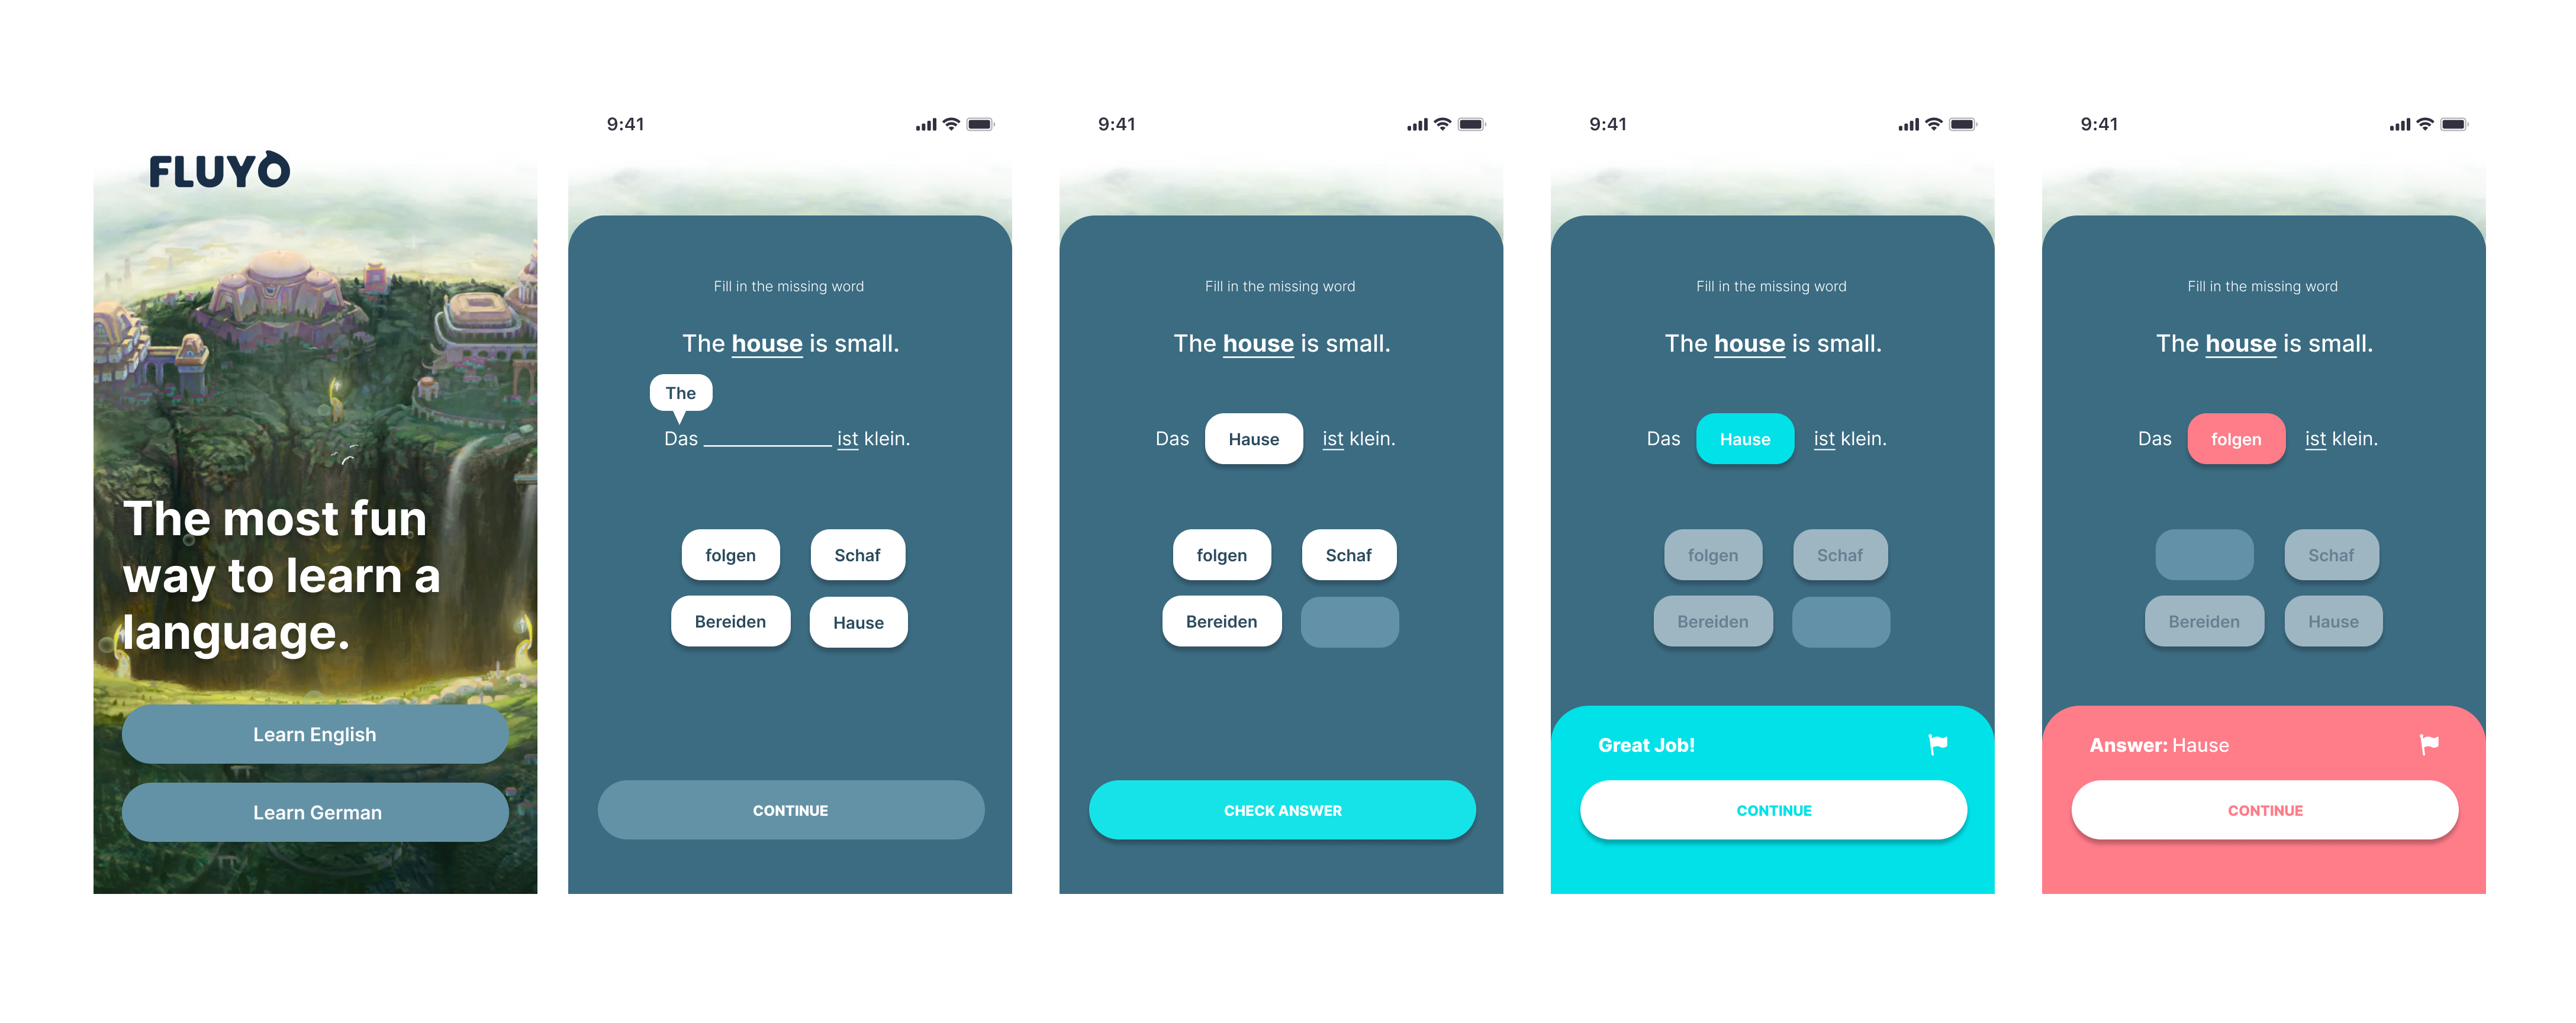 FLUYO
The most fun
way to learn a
language.
Learn English
Learn German
9:41
Fill in the missing word
The house is small.
The
Das ___________ ist klein.
folgen
Schaf
Bereiden
Hause
CONTINUE
9:41
Fill in the missing word
The house is small.
Das Hause ist klein.
folgen
Schaf
Bereiden
CHECK ANSWER
9:41
Fill in the missing word
The house is small.
Das Hause ist klein.
folgen
Schaf
Bereiden
Great Job!
CONTINUE
9:41
Fill in the missing word
The house is small.
Das folgen ist klein.
Schaf
Bereiden
Hause
Answer: Hause
CONTINUE